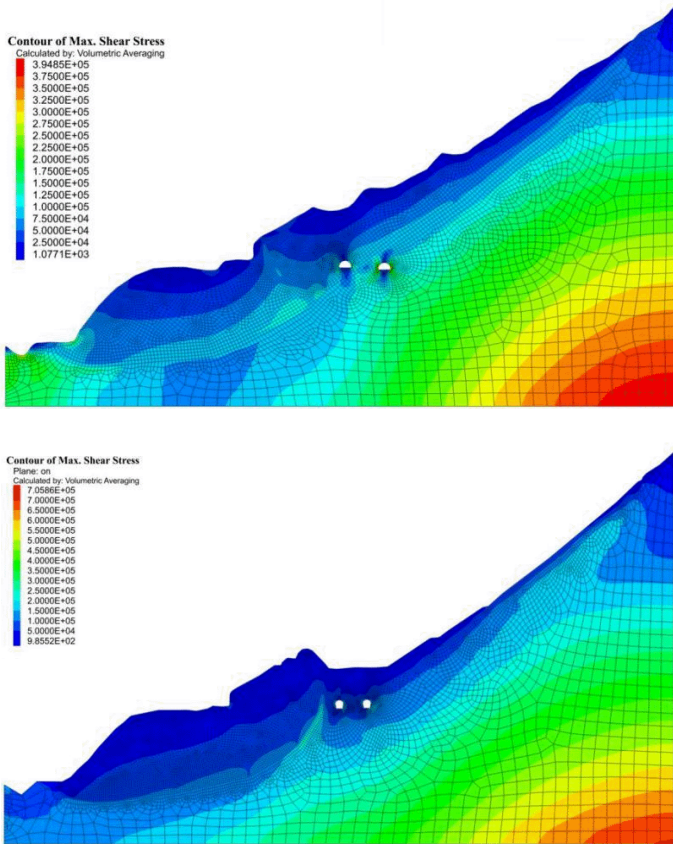 Contour of Max. Shear Stress
Calculated by: Volumetric Averaging
3.9485E+05
3.7500E+05
3.5000E+05
3.2500E+05
3.0000E+05
2.7500E+05
2.5000E+05
2.2500E+05
2.0000E+05
1.7500E+05
1.5000E+05
1.2500E+05
1.0000E+05
7.5000E+04
5.0000E+04
2.5000E+04
1.0771E+03
Contour of Max. Shear Stress
Plane: on
Calculated by: Volumetric Averaging
7.0586E+05
7.0000E+05
6.5000E+05
6.0000E+05
5.5000E+05
5.0000E+05
4.5000E+05
4.0000E+05
3.5000E+05
3.0000E+05
2.5000E+05
2.0000E+05
1.5000E+05
1.0000E+05
5.0000E+04
9.8552E+02